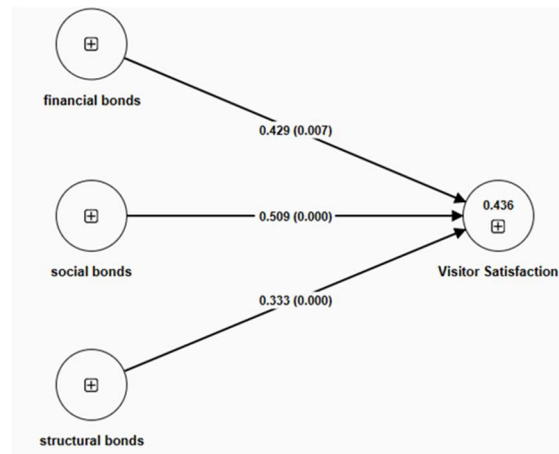 financial bonds
0.429 (0.007)
0.436
0.509 (0.000)
social bonds
Visitor Satisfaction
0.333 (0.000)
structural bonds